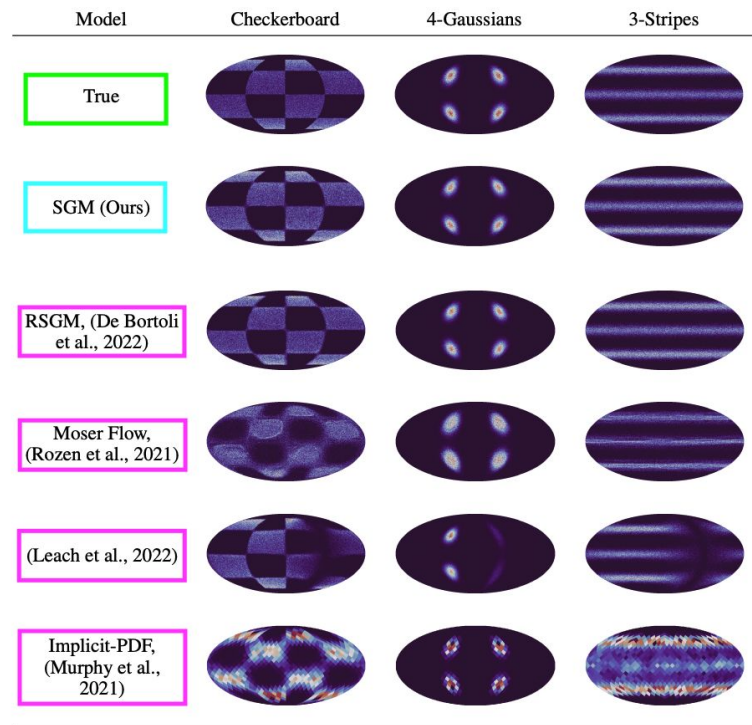 Model Checkerboard 4-Gaussians 3-Stripes
True
SGM (Ours)
RSGM, (De Bortoli
et al., 2022)
Moser Flow,
(Rozen et al., 2021)
(Leach et al., 2022)
Implicit-PDF,
(Murphy et al.,
2021)